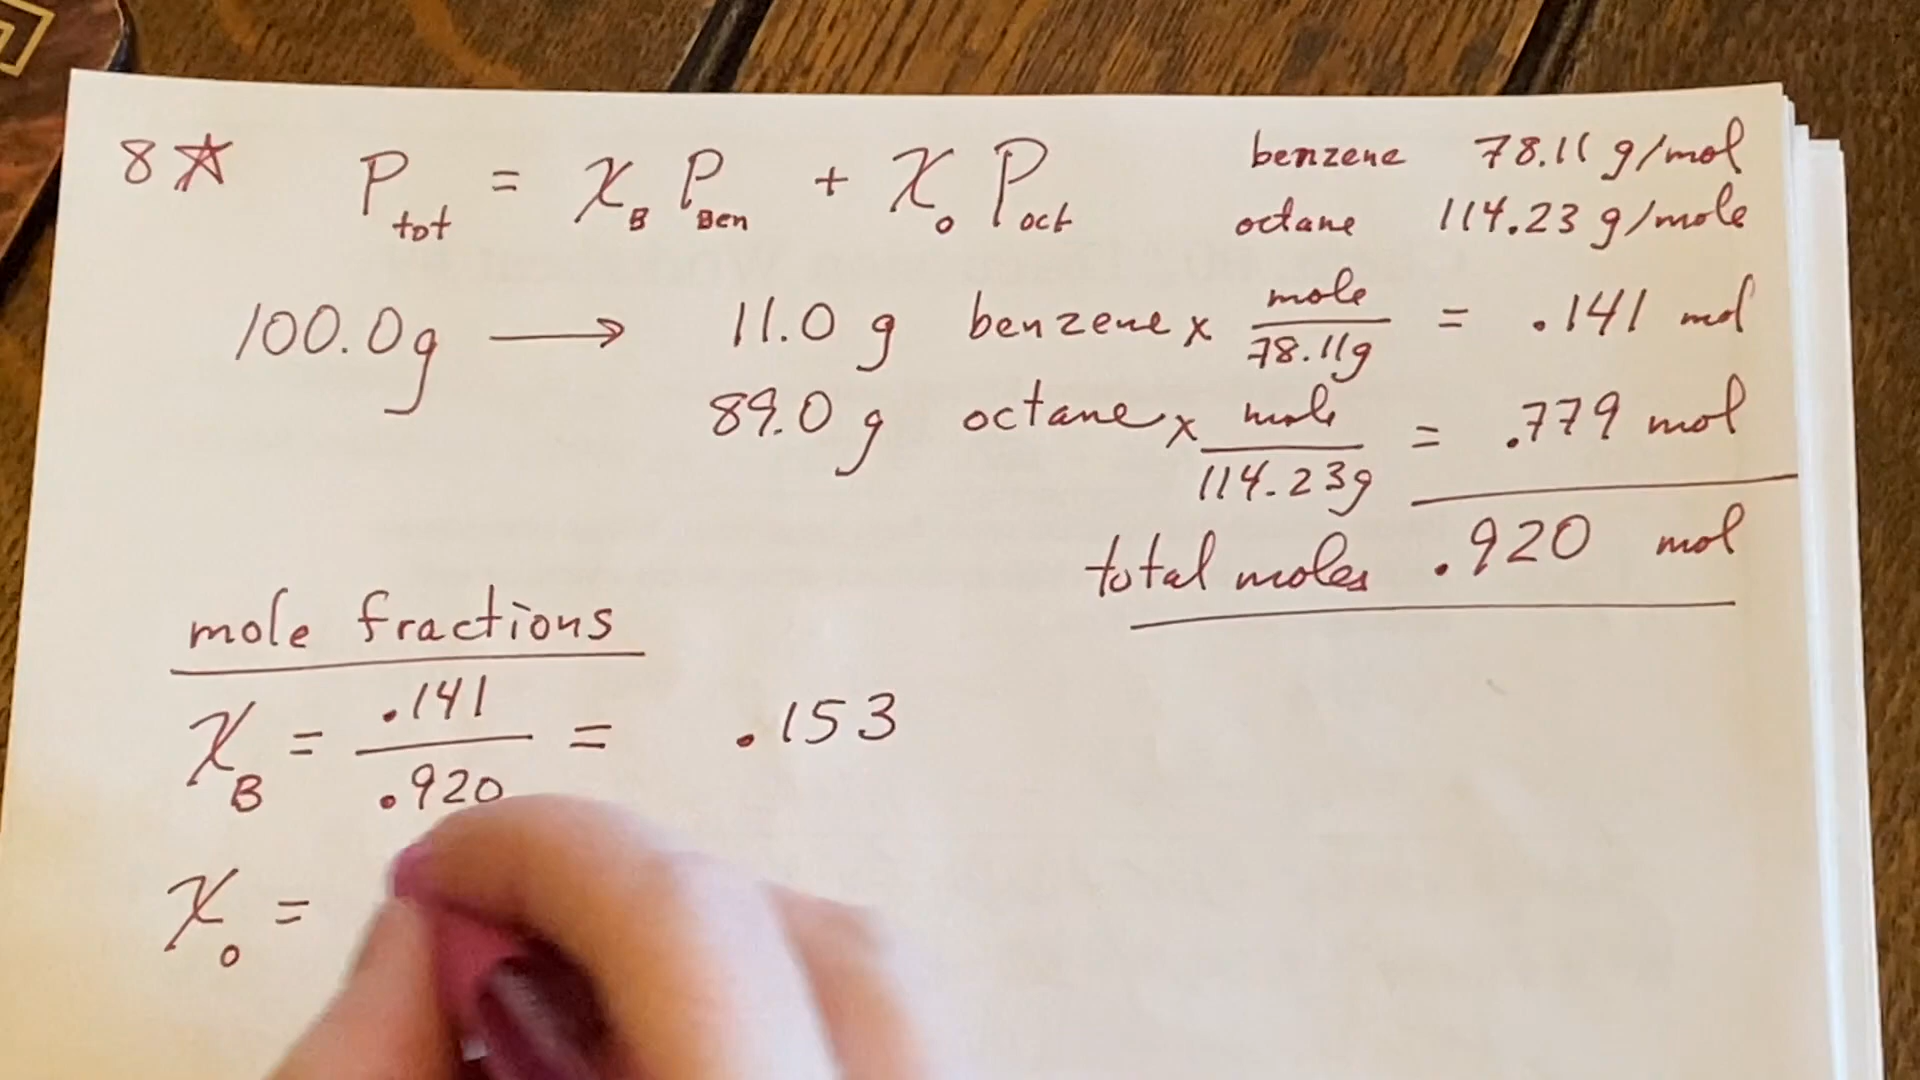 8☆ P_tot = χ_B P_Ben + χ_o P_oct
benzene 78.11 g/mol
octane 114.23 g/mole
100.0g → 11.0 g benzene x mole/78.11g = .141 mol
89.0 g octane x mole/114.23g = .779 mol
total moles .920 mol
mole fractions
χ_B = .141/.920 = .153
χ_o =